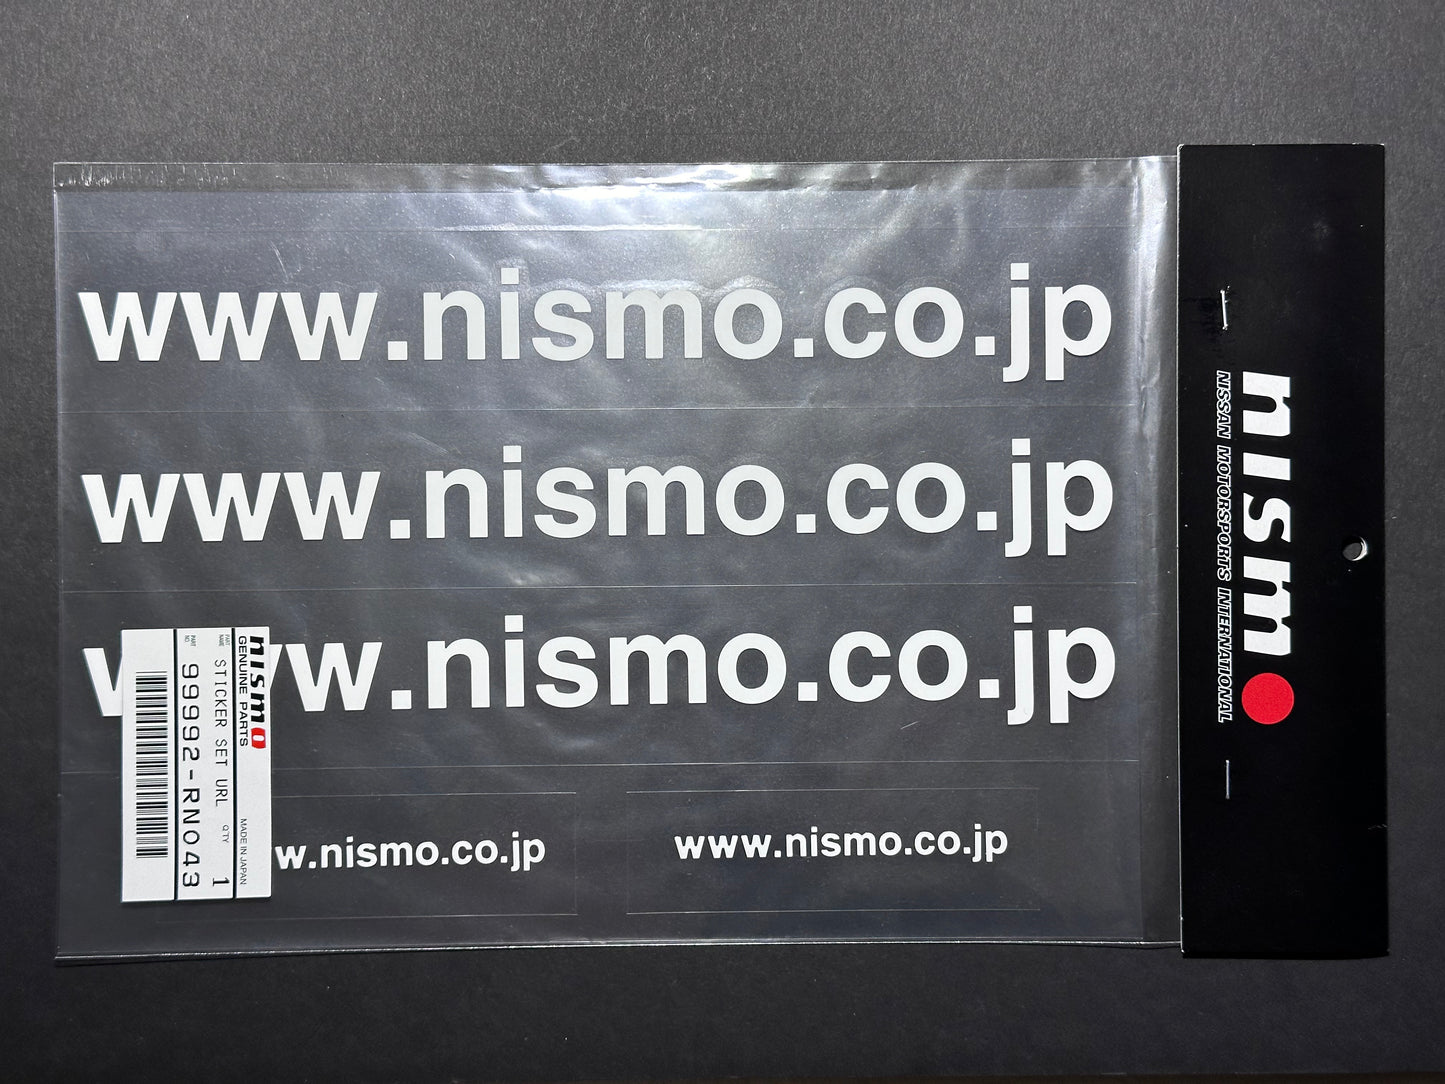 www.nismo.co.jp
www.nismo.co.jp
www.nismo.co.jp
w.nismo.co.jp
www.nismo.co.jp
nismo
GENUINE PARTS
MADE IN JAPAN
PART NAME
STICKER SET URL
QTY
1
PART NO.
99992-RN043
nismo
NISSAN MOTORSPORTS INTERNATIONAL